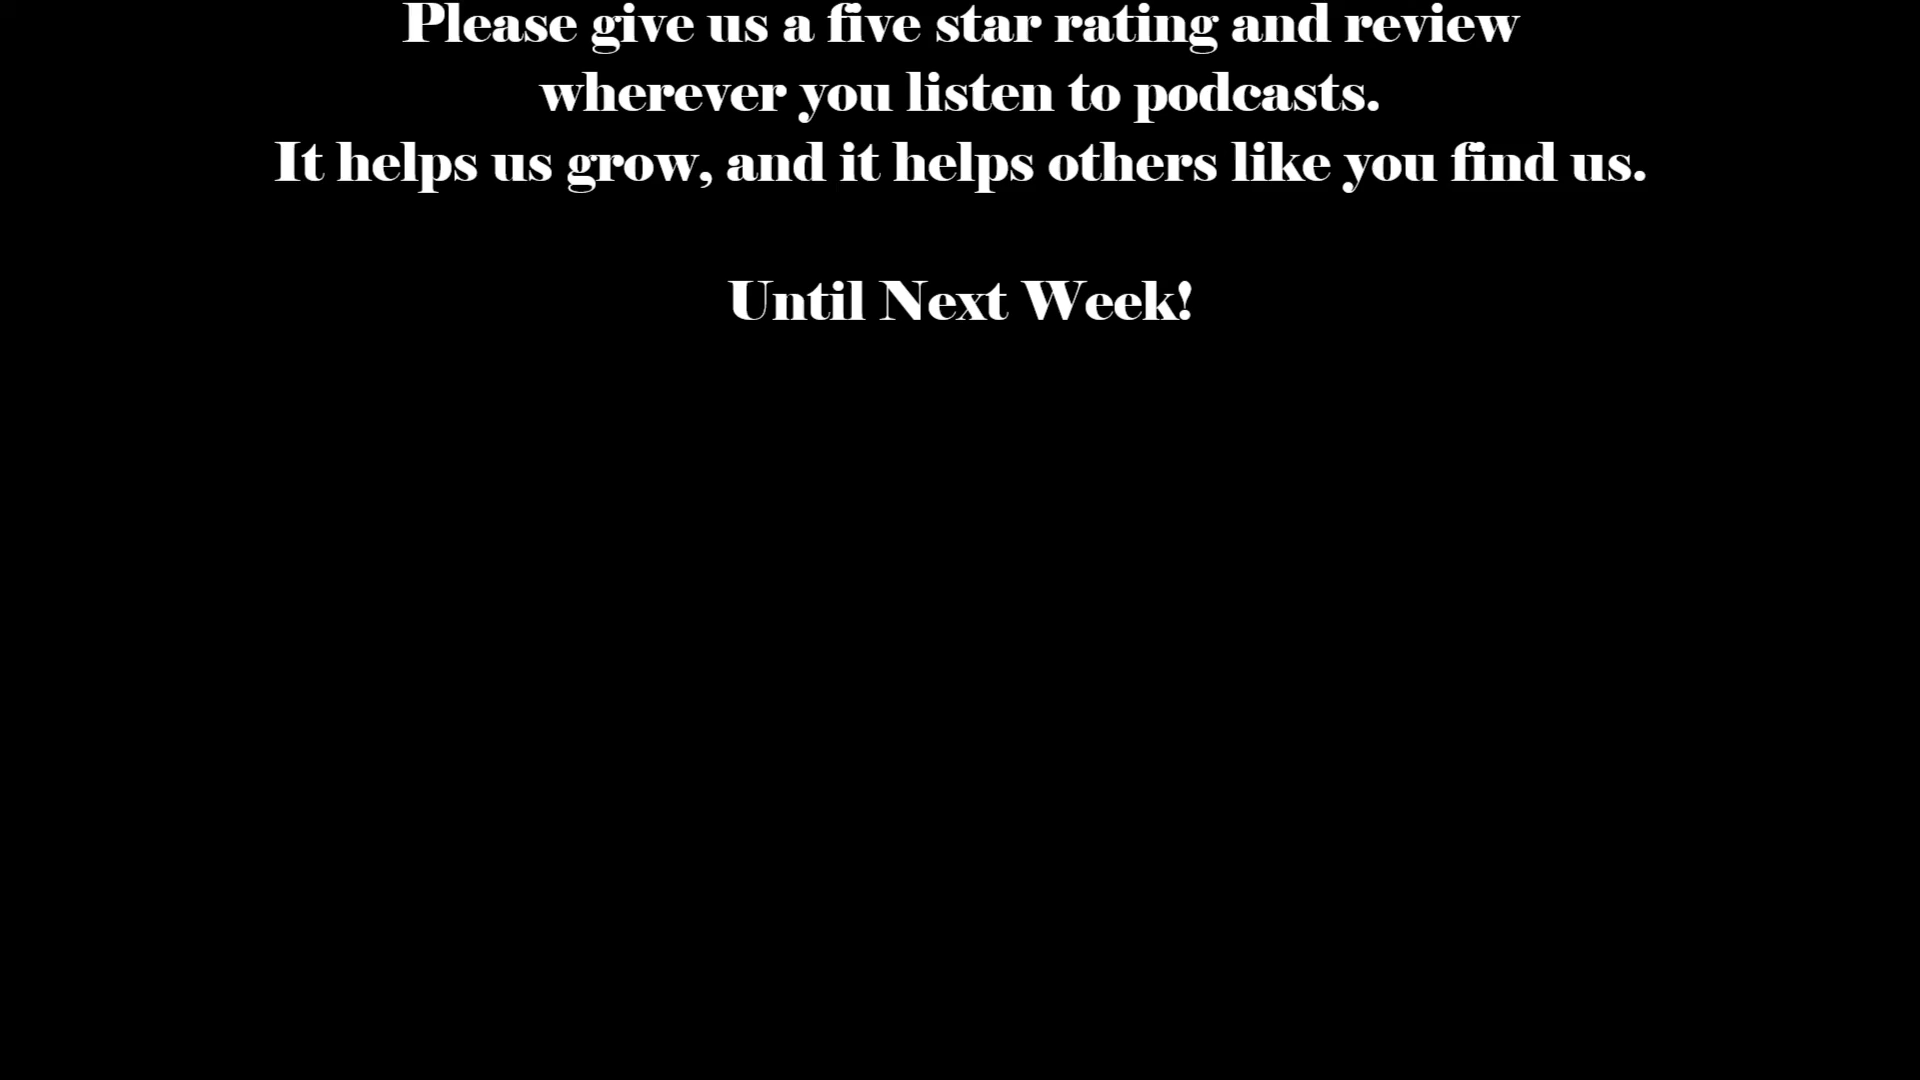 Please give us a five star rating and review
wherever you listen to podcasts.
It helps us grow, and it helps others like you find us.
Until Next Week!